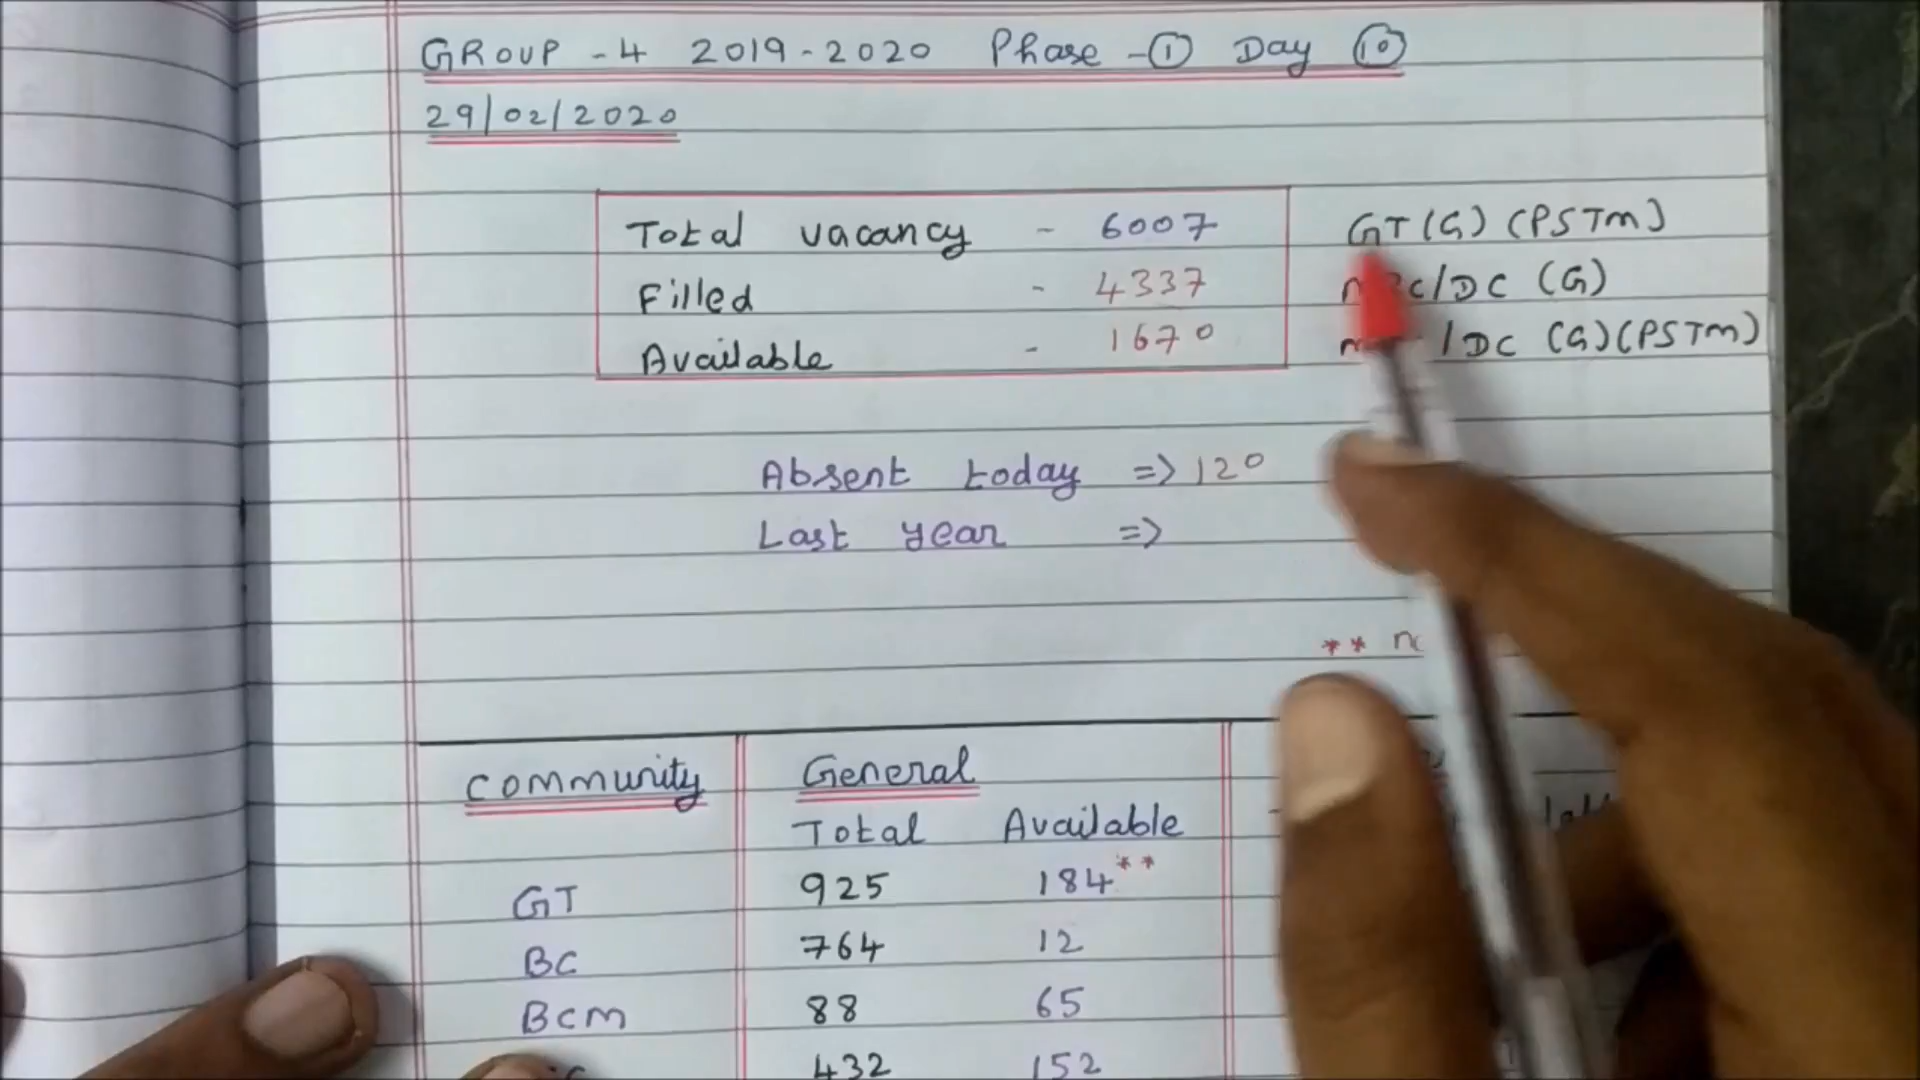 GROUP - 4 2019-2020 Phase -① Day ⑩
29/02/2020
Total vacancy - 6007
Filled - 4337
Available - 1670
GT (G) (PSTm)
/DC (G)
/DC (G) (PSTm)
Absent today => 120
Last year =>
**
Community General
Total Available
GT 925 184**
BC 764 12
BCm 88 65
432 152